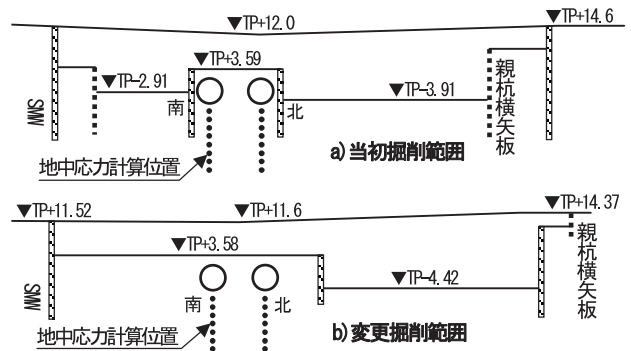 ▼TP+12.0
▼TP+14.6
▼TP+3.59
▼TP-2.91
▼TP-3.91
SMW
南
北
親杭横矢板
地中応力計算位置
a)当初掘削範囲
▼TP+11.52
▼TP+11.6
▼TP+14.37
▼TP+3.58
▼TP-4.42
SMW
南
北
親杭横矢板
地中応力計算位置
b)変更掘削範囲